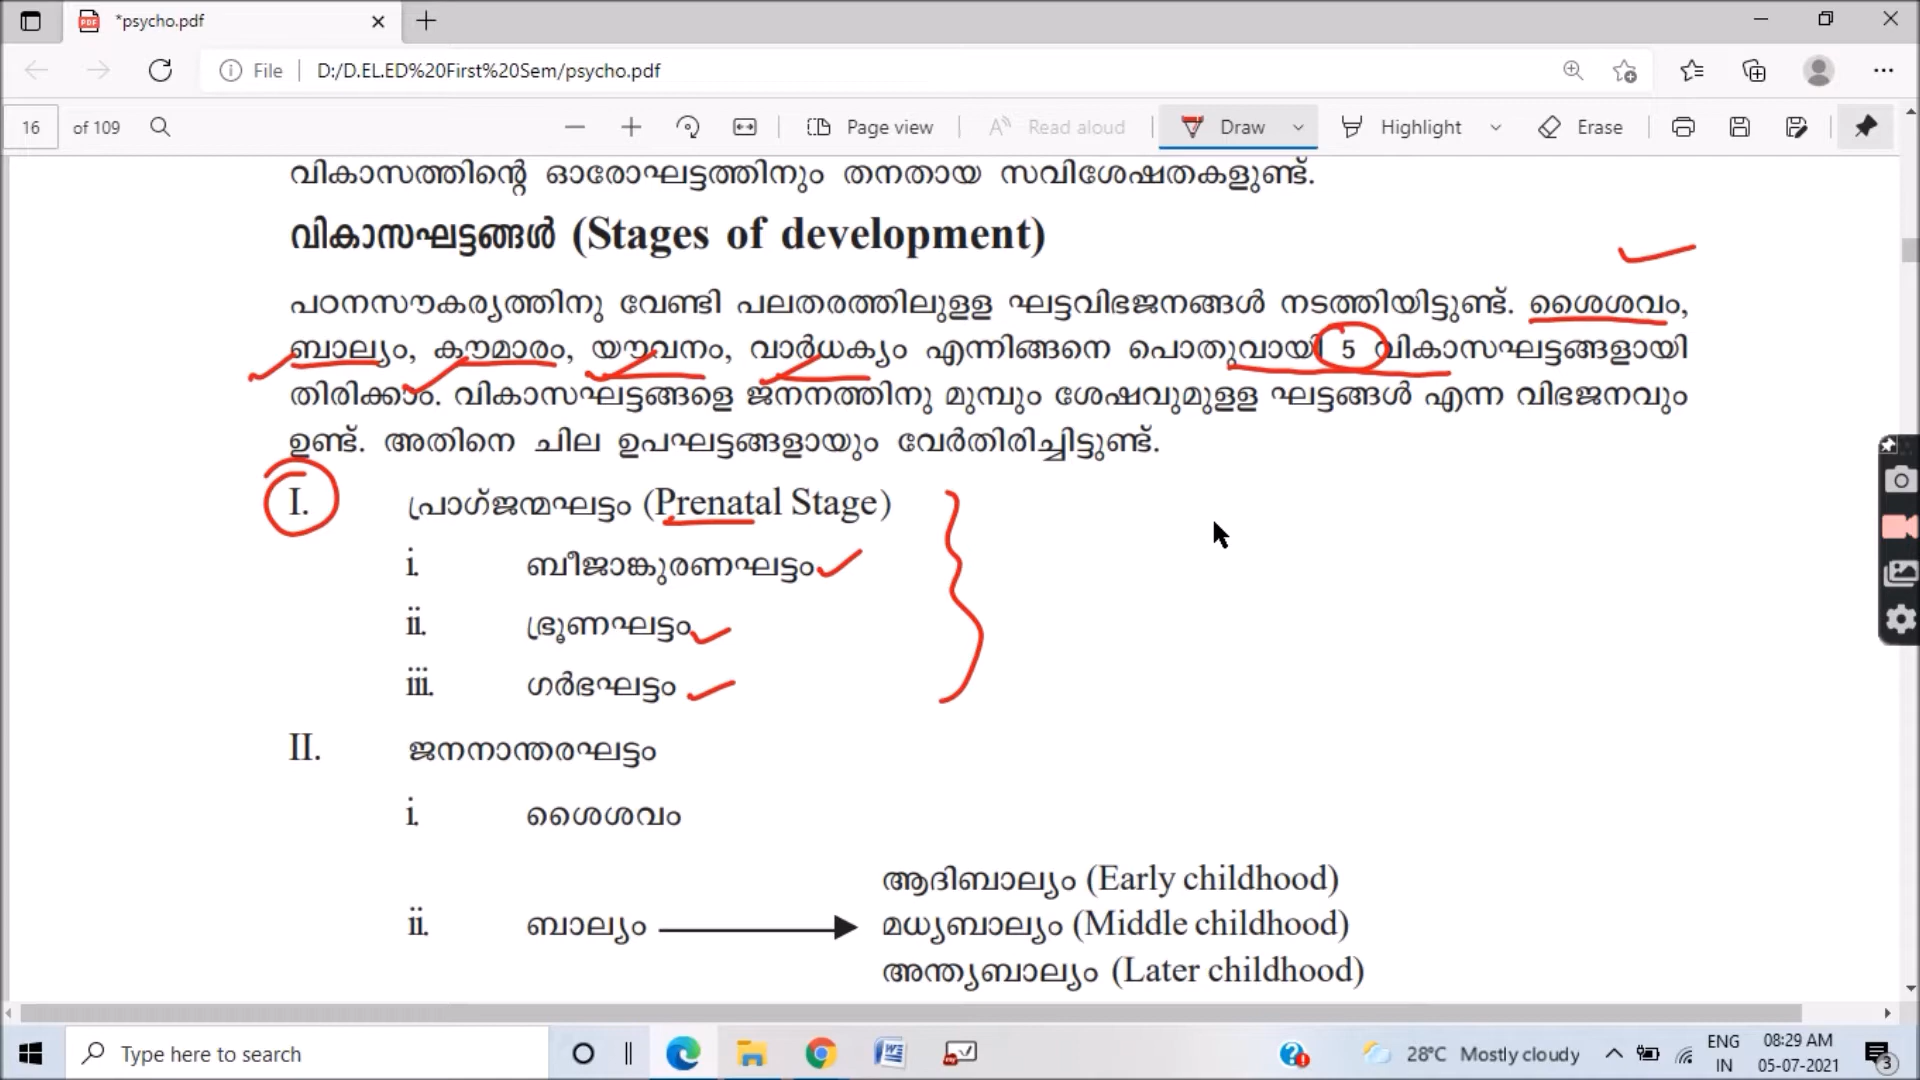 *psycho.pdf
File D:/D.EL.ED%20First%20Sem/psycho.pdf
16 of 109 Page view Read aloud Draw Highlight Erase
വികാസത്തിന്റെ ഓരോഘട്ടത്തിനും തനതായ സവിശേഷതകളുണ്ട്.
വികാസഘട്ടങ്ങൾ (Stages of development)
പഠനസൗകര്യത്തിനു വേണ്ടി പലതരത്തിലുളള ഘട്ടവിഭജനങ്ങൾ നടത്തിയിട്ടുണ്ട്. ശൈശവം,
ബാല്യം, കൗമാരം, യൗവനം, വാർധക്യം എന്നിങ്ങനെ പൊതുവായി 5 വികാസഘട്ടങ്ങളായി
തിരിക്കാം. വികാസഘട്ടങ്ങളെ ജനനത്തിനു മുമ്പും ശേഷവുമുളള ഘട്ടങ്ങൾ എന്ന വിഭജനവും
ഉണ്ട്. അതിനെ ചില ഉപഘട്ടങ്ങളായും വേർതിരിച്ചിട്ടുണ്ട്.
I. പ്രാഗ്ജന്മഘട്ടം (Prenatal Stage)
i. ബീജാങ്കുരണഘട്ടം
ii. ഭ്രൂണഘട്ടം
iii. ഗർഭഘട്ടം
II. ജനനാന്തരഘട്ടം
i. ശൈശവം
ആദിബാല്യം (Early childhood)
ii. ബാല്യം മധ്യബാല്യം (Middle childhood)
അന്ത്യബാല്യം (Later childhood)
Type here to search 28°C Mostly cloudy ENG 08:29 AM
IN 05-07-2021 3